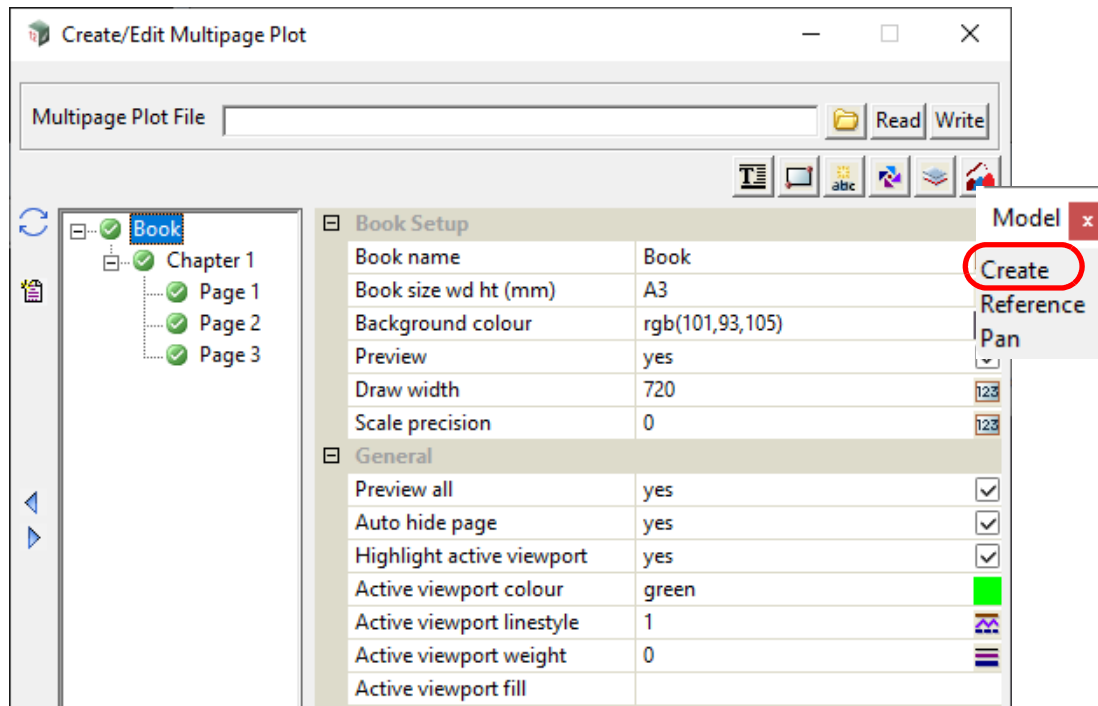 Create/Edit Multipage Plot
Multipage Plot File Read Write
abc
Model x
Create
Reference
Pan
Book
Chapter 1
Page 1
Page 2
Page 3
Book Setup
Book name Book
Book size wd ht (mm) A3
Background colour rgb(101,93,105)
Preview yes
Draw width 720 123
Scale precision 0 123
General
Preview all yes
Auto hide page yes
Highlight active viewport yes
Active viewport colour green
Active viewport linestyle 1
Active viewport weight 0
Active viewport fill